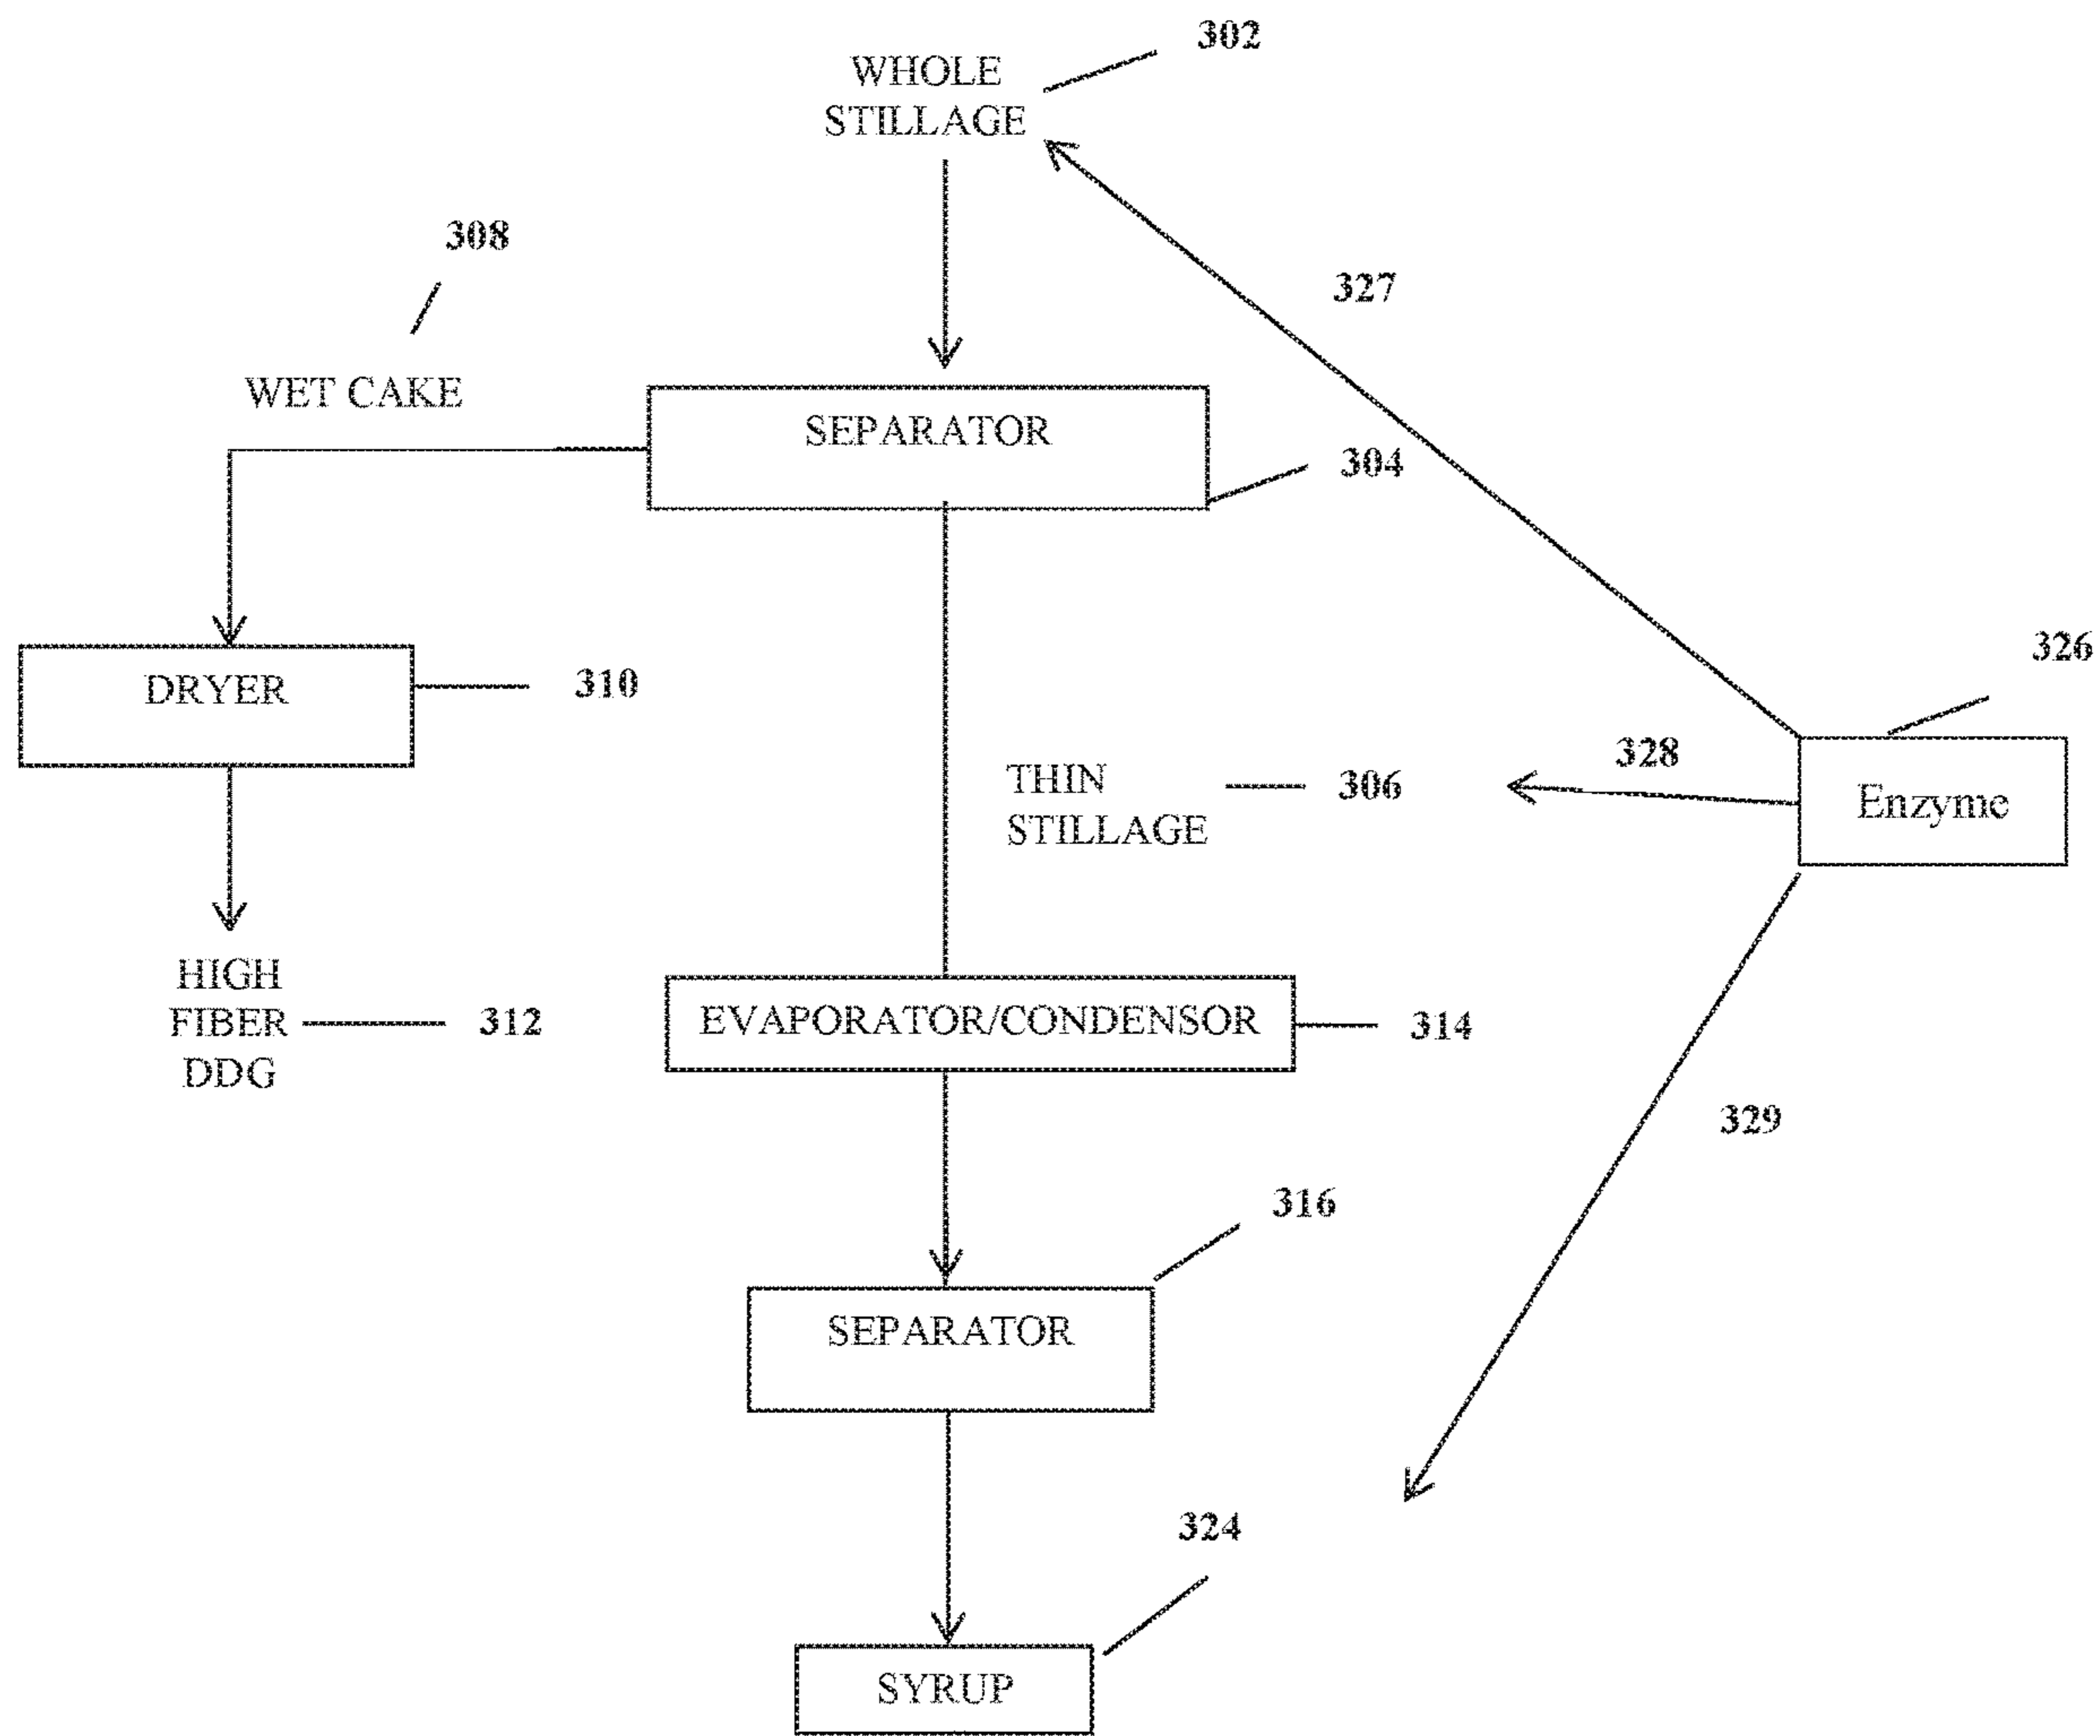 302
WHOLE
STILLAGE
308
327
WET CAKE
SEPARATOR
304
326
DRYER
310
328
THIN
STILLAGE
306
Enzyme
HIGH
FIBER
DDG
312
EVAPORATOR/CONDENSOR
314
329
316
SEPARATOR
324
SYRUP